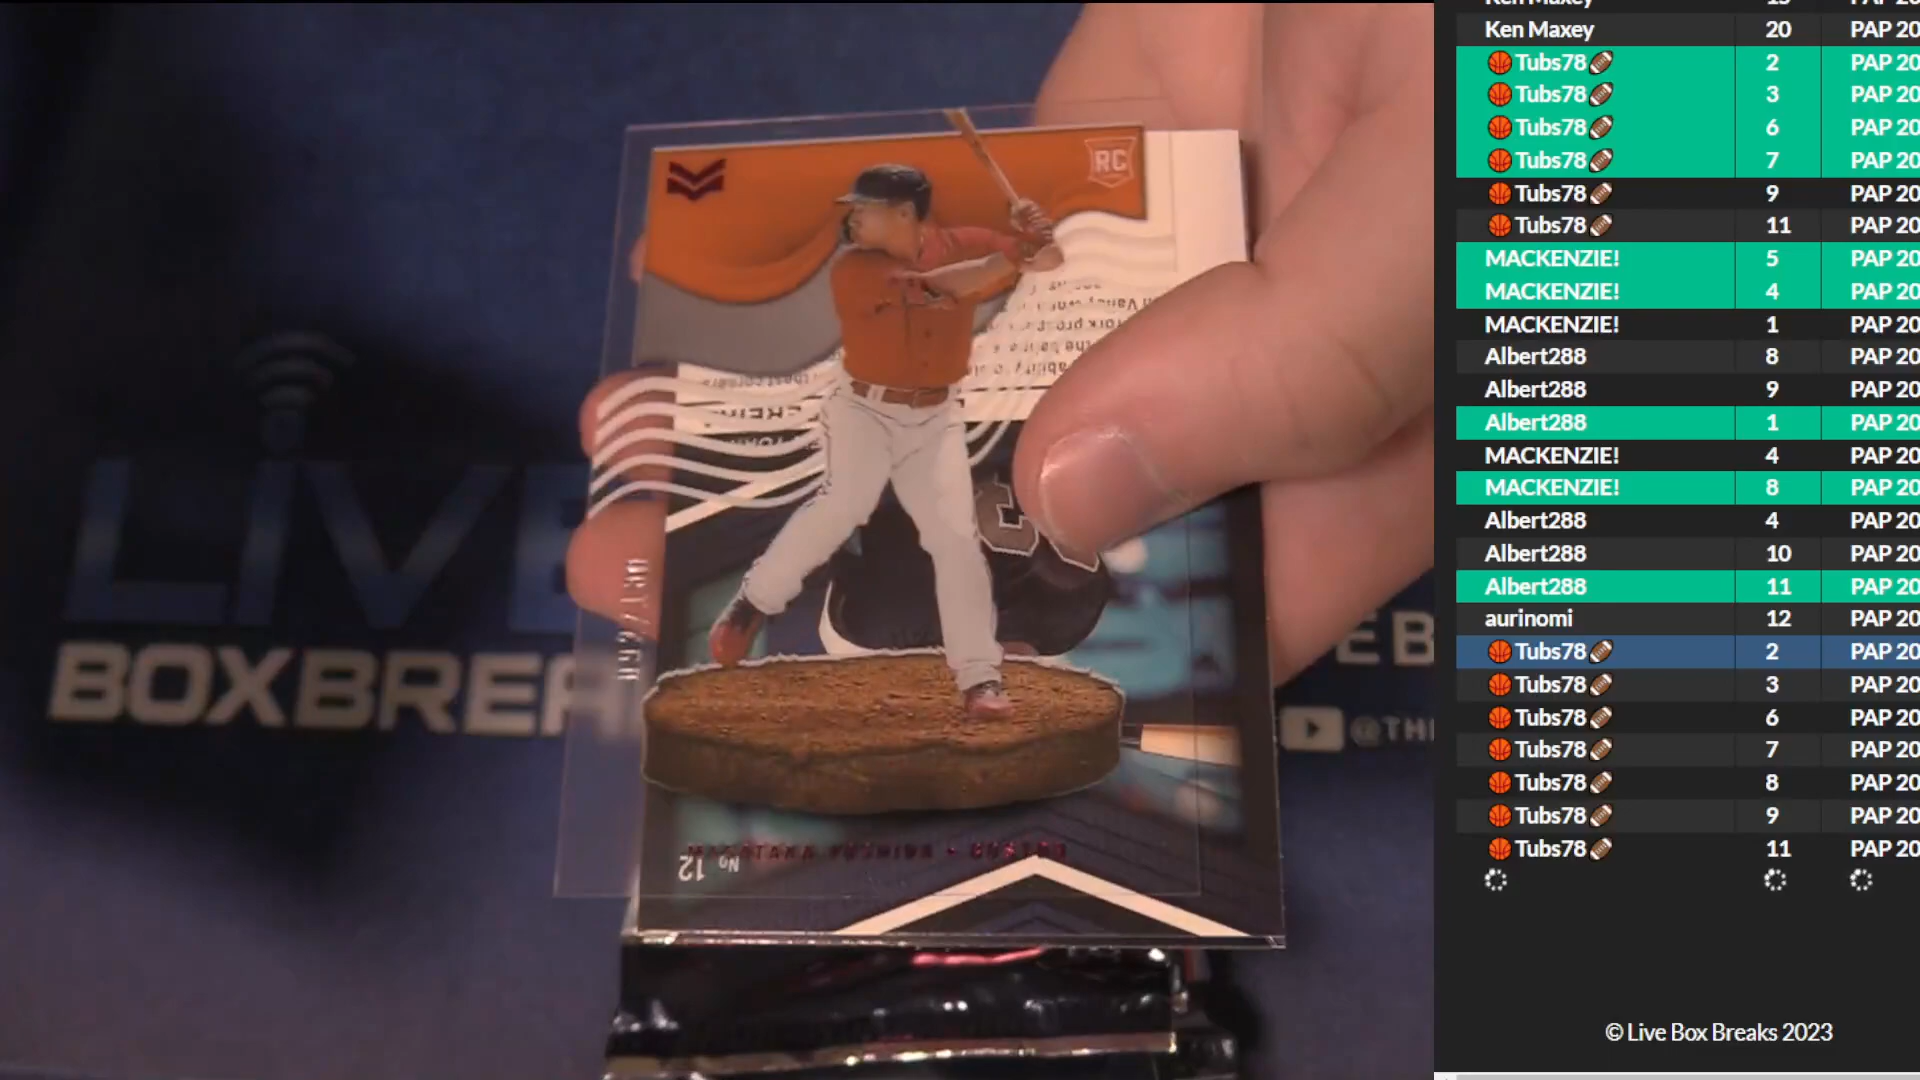 RC
No 12
LIVE
BOXBREA
E B
@TH
Ken Maxey 20 PAP 20
Tubs78 2 PAP 20
Tubs78 3 PAP 20
Tubs78 6 PAP 20
Tubs78 7 PAP 20
Tubs78 9 PAP 20
Tubs78 11 PAP 20
MACKENZIE! 5 PAP 20
MACKENZIE! 4 PAP 20
MACKENZIE! 1 PAP 20
Albert288 8 PAP 20
Albert288 9 PAP 20
Albert288 1 PAP 20
MACKENZIE! 4 PAP 20
MACKENZIE! 8 PAP 20
Albert288 4 PAP 20
Albert288 10 PAP 20
Albert288 11 PAP 20
aurinomi 12 PAP 20
Tubs78 2 PAP 20
Tubs78 3 PAP 20
Tubs78 6 PAP 20
Tubs78 7 PAP 20
Tubs78 8 PAP 20
Tubs78 9 PAP 20
Tubs78 11 PAP 20
© Live Box Breaks 2023